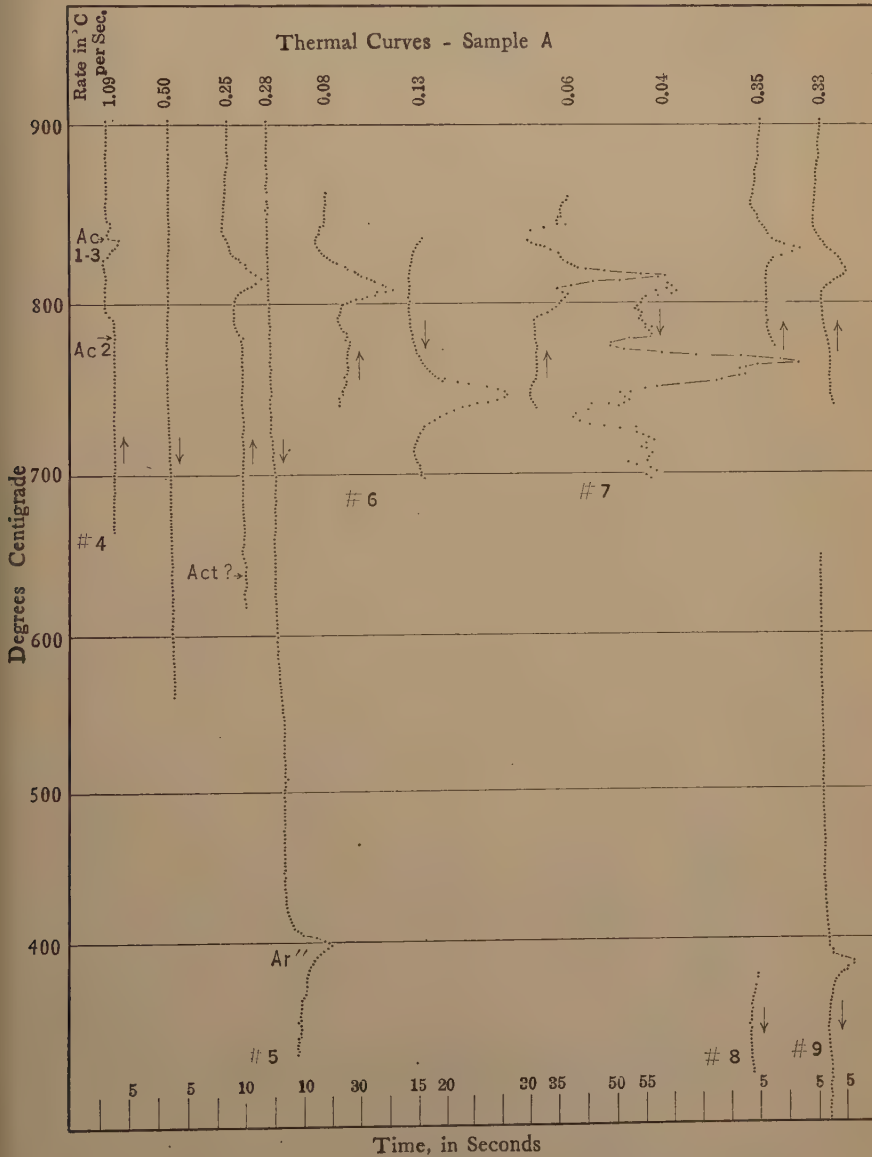 Thermal Curves - Sample A
Rate in °C
per Sec.
1.09 0.50 0.25 0.28 0.08 0.13 0.06 0.04 0.35 0.33
900
Ac
1-3
800
Ac 2
700
#6 #7
#4
Act?
600
500
400
Ar″
#5 #8 #9
Degrees Centigrade
5 5 10 10 30 15 20 30 35 50 55 5 5 5
Time, in Seconds